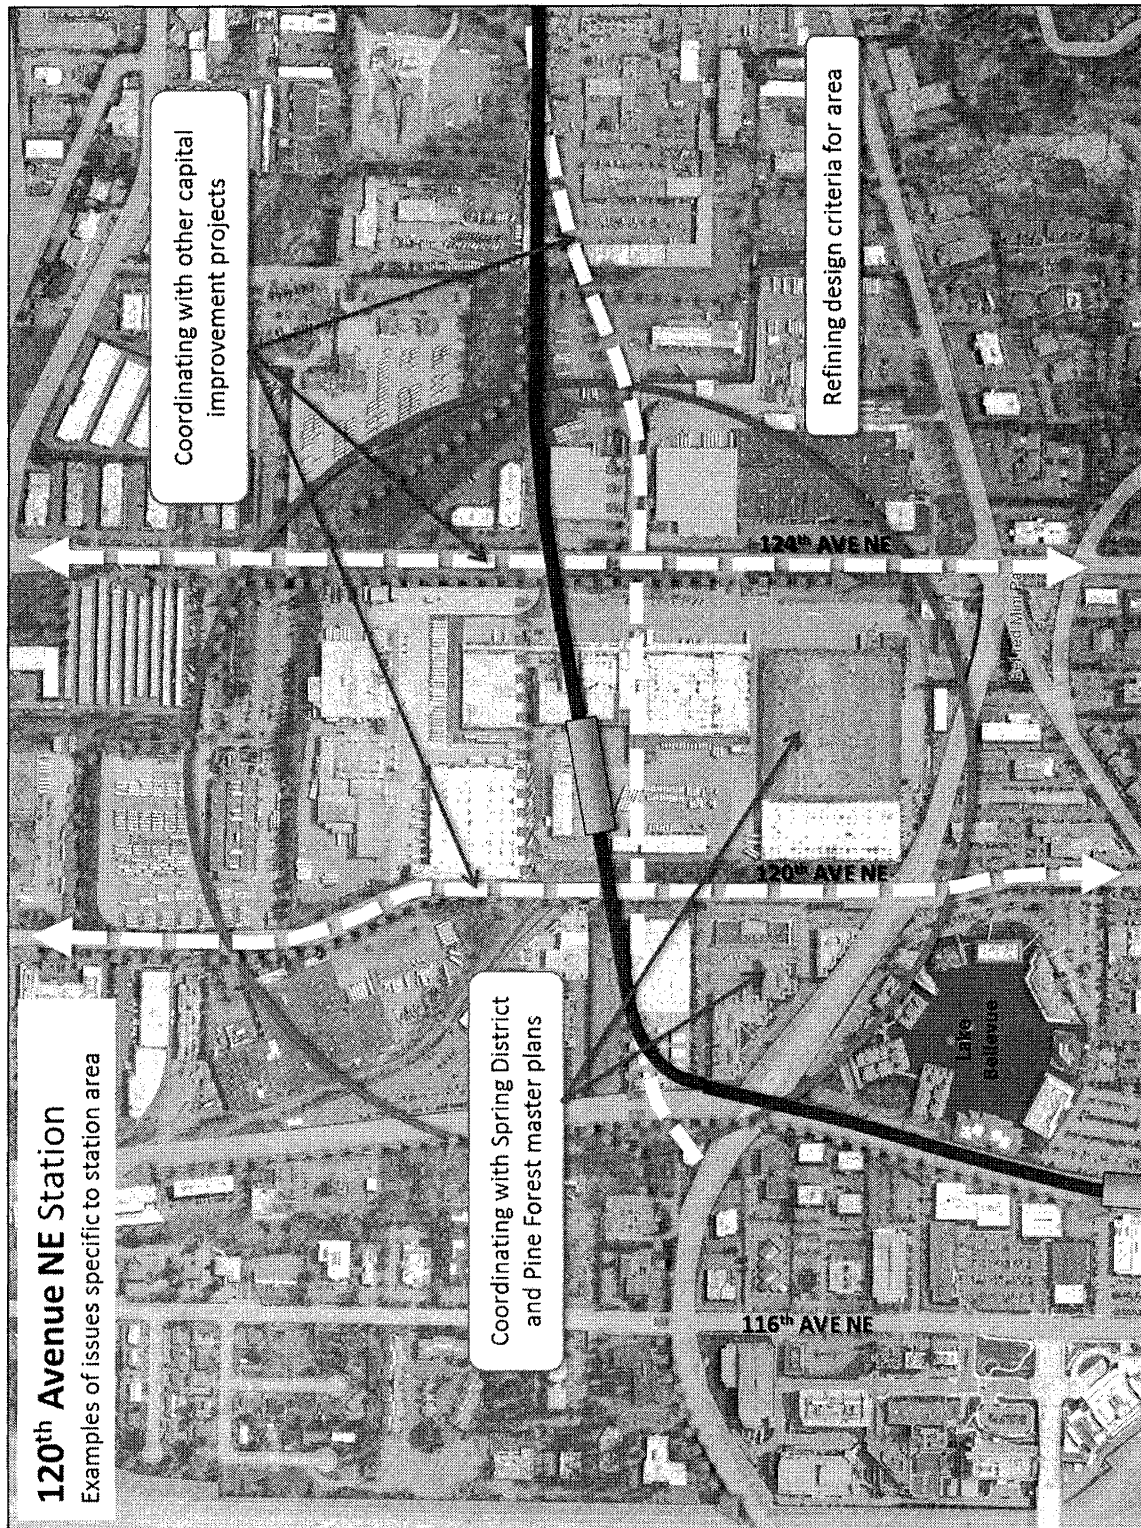 120th Avenue NE Station
Examples of issues specific to station area
Coordinating with other capital
improvement projects
Coordinating with Spring District
and Pine Forest master plans
Refining design criteria for area
124th AVE NE
120th AVE NE
116th AVE NE
Lake
Bellevue